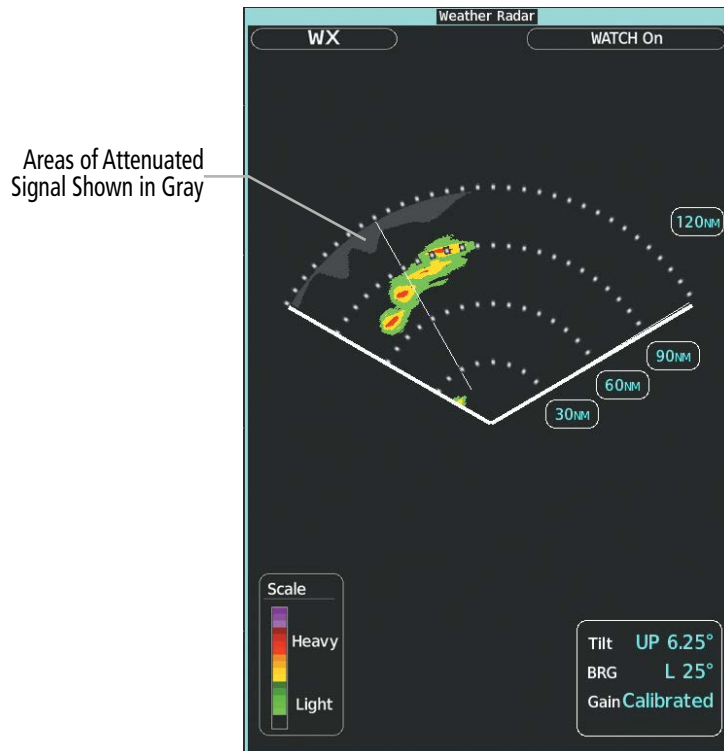 Weather Radar
WX
WATCH On
Areas of Attenuated
Signal Shown in Gray
120NM
90NM
60NM
30NM
Scale
Heavy
Light
Tilt UP 6.25°
BRG L 25°
Gain Calibrated